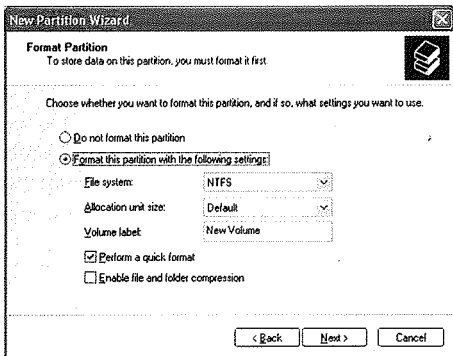 New Partition Wizard
Format Partition
To store data on this partition, you must format it first.
Choose whether you want to format this partition, and if so, what settings you want to use.
Do not format this partition
Format this partition with the following settings:
File system: NTFS
Allocation unit size: Default
Volume label: New Volume
Perform a quick format
Enable file and folder compression
< Back Next > Cancel